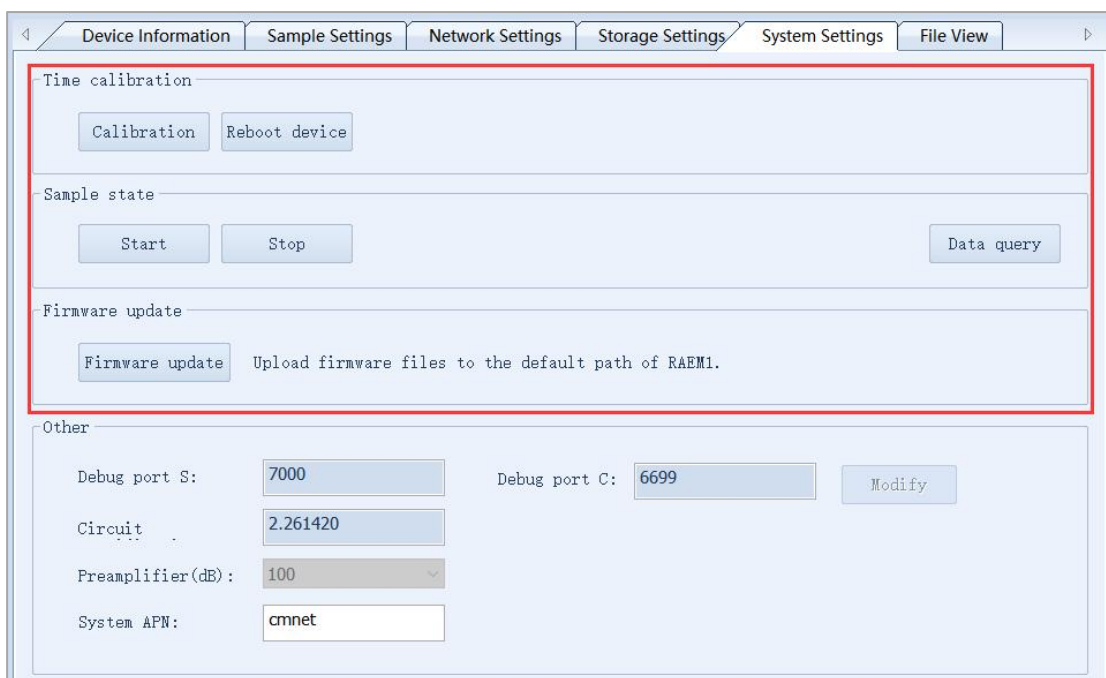 Device Information Sample Settings Network Settings Storage Settings System Settings File View
Time calibration
Calibration Reboot device
Sample state
Start Stop Data query
Firmware update
Firmware update Upload firmware files to the default path of RAEM1.
Other
Debug port S: 7000 Debug port C: 6699 Modify
Circuit 2.261420
Preamplifier(dB): 100
System APN: cmnet